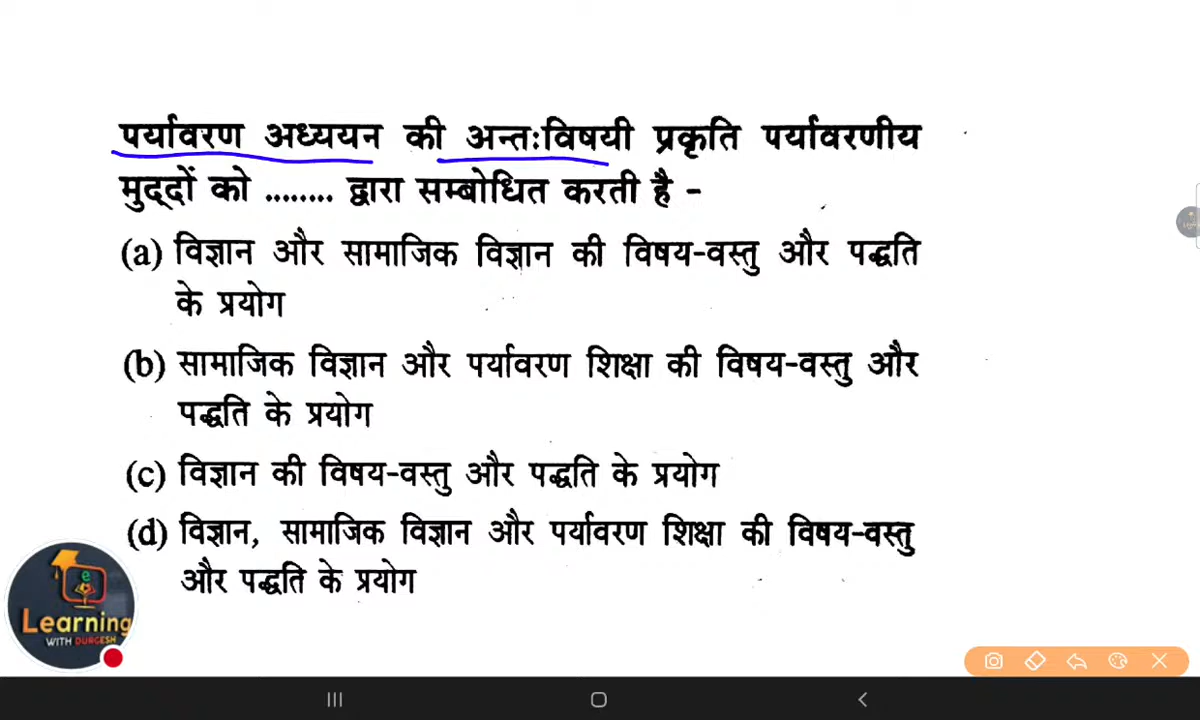 पर्यावरण अध्ययन की अन्तःविषयी प्रकृति पर्यावरणीय
मुद्दों को ........ द्वारा सम्बोधित करती है -
(a) विज्ञान और सामाजिक विज्ञान की विषय-वस्तु और पद्धति
के प्रयोग
(b) सामाजिक विज्ञान और पर्यावरण शिक्षा की विषय-वस्तु और
पद्धति के प्रयोग
(c) विज्ञान की विषय-वस्तु और पद्धति के प्रयोग
(d) विज्ञान, सामाजिक विज्ञान और पर्यावरण शिक्षा की विषय-वस्तु
और पद्धति के प्रयोग
e
Learning
WITH DURGESH